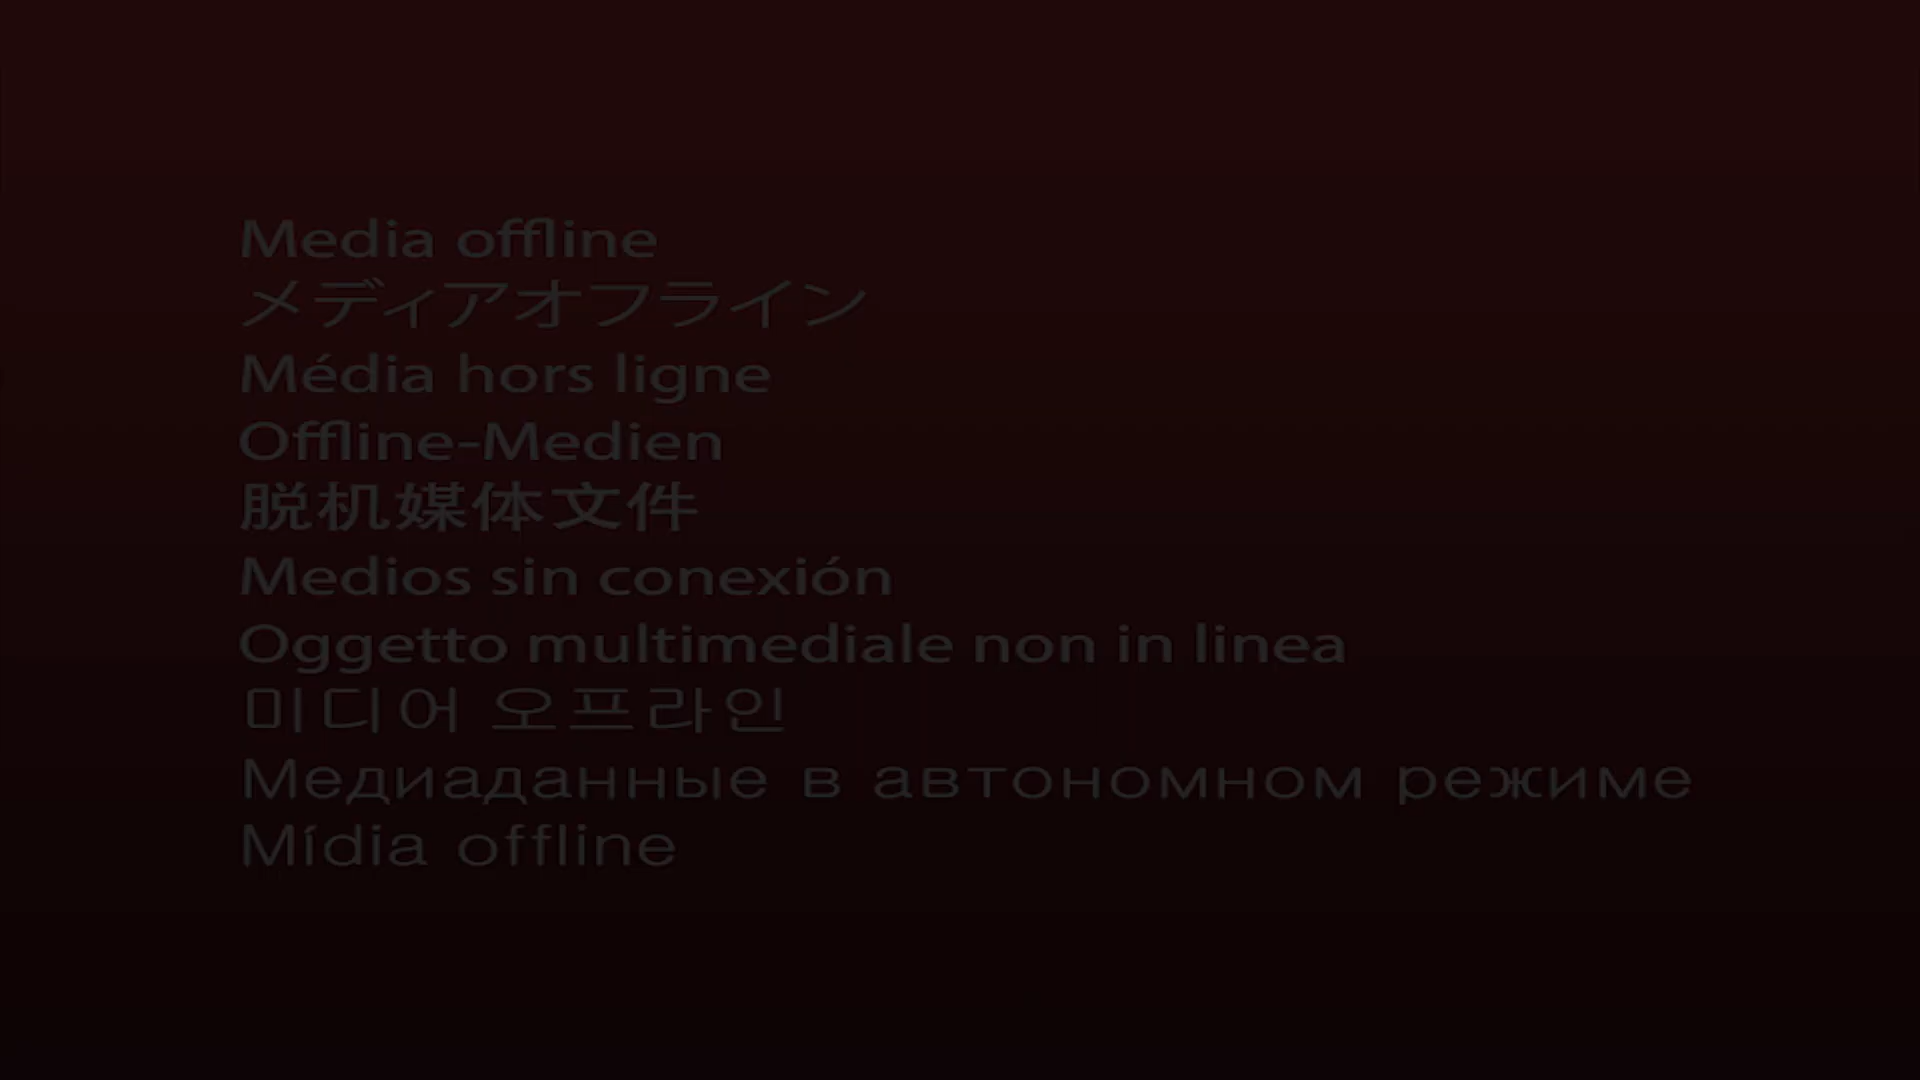 Media offline
メディアオフライン
Média hors ligne
Offline-Medien
脱机媒体文件
Medios sin conexión
Oggetto multimediale non in linea
미디어 오프라인
Медиаданные в автономном режиме
Mídia offline